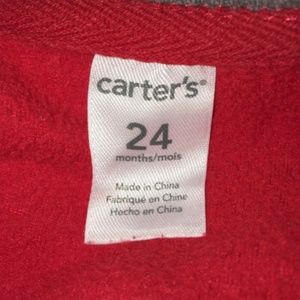 carter's®
24
months/mois
Made in China
Fabriqué en Chine
Hecho en China